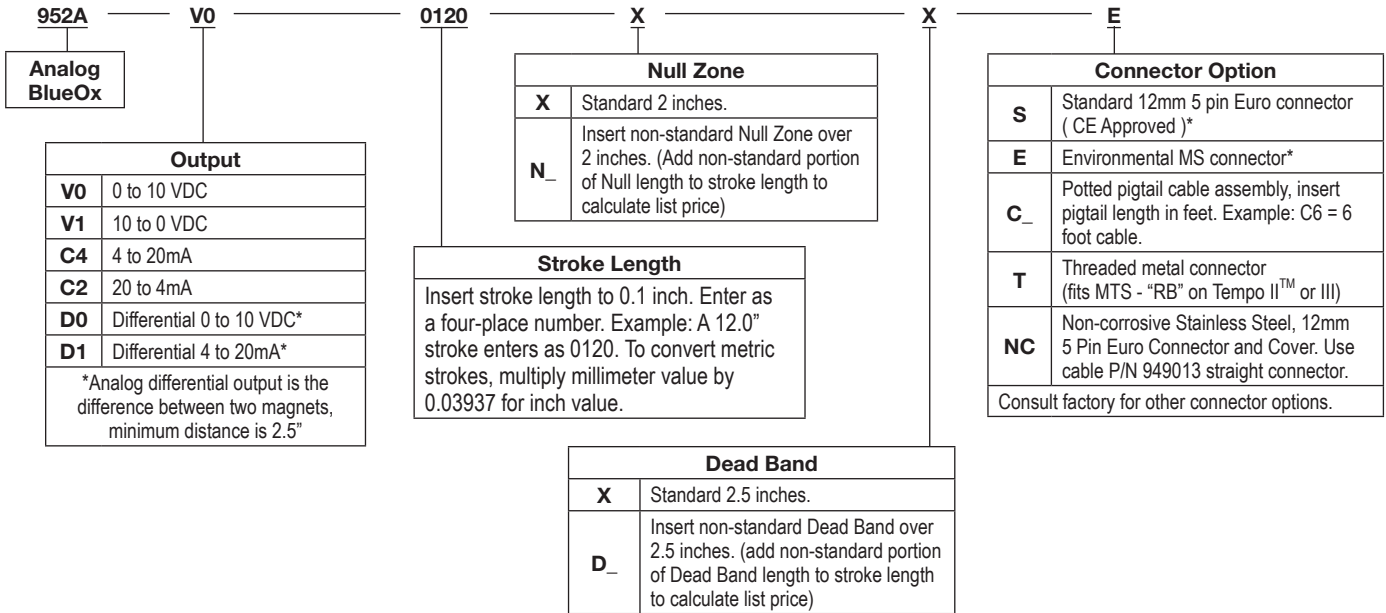 952A V0 0120 X X E
Analog
BlueOx
Output
V0 0 to 10 VDC
V1 10 to 0 VDC
C4 4 to 20mA
C2 20 to 4mA
D0 Differential 0 to 10 VDC*
D1 Differential 4 to 20mA*
*Analog differential output is the
difference between two magnets,
minimum distance is 2.5”
Null Zone
X Standard 2 inches.
N_ Insert non-standard Null Zone over
2 inches. (Add non-standard portion
of Null length to stroke length to
calculate list price)
Stroke Length
Insert stroke length to 0.1 inch. Enter as
a four-place number. Example: A 12.0”
stroke enters as 0120. To convert metric
strokes, multiply millimeter value by
0.03937 for inch value.
Dead Band
X Standard 2.5 inches.
D_ Insert non-standard Dead Band over
2.5 inches. (add non-standard portion
of Dead Band length to stroke length
to calculate list price)
Connector Option
S Standard 12mm 5 pin Euro connector
( CE Approved )*
E Environmental MS connector*
C_ Potted pigtail cable assembly, insert
pigtail length in feet. Example: C6 = 6
foot cable.
T Threaded metal connector
(fits MTS - “RB” on Tempo II™ or III)
NC Non-corrosive Stainless Steel, 12mm
5 Pin Euro Connector and Cover. Use
cable P/N 949013 straight connector.
Consult factory for other connector options.